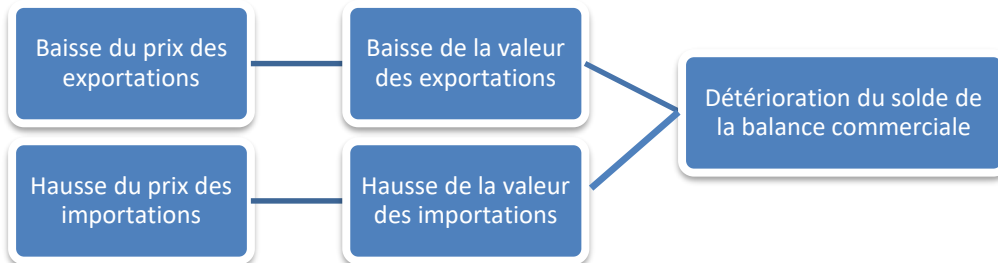 Baisse du prix des
exportations
Baisse de la valeur
des exportations
Détérioration du solde de
la balance commerciale
Hausse du prix des
importations
Hausse de la valeur
des importations